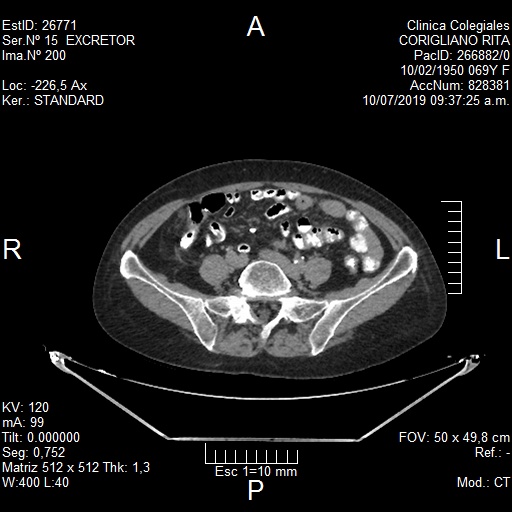 EstID: 26771
Ser.Nº 15 EXCRETOR
Ima.Nº 200
Loc: -226,5 Ax
Ker.: STANDARD
A
Clinica Colegiales
CORIGLIANO RITA
PacID: 266882/0
10/02/1950 069Y F
AccNum: 828381
10/07/2019 09:37:25 a.m.
R
L
KV: 120
mA: 99
Tilt: 0.000000
Seg: 0,752
Matriz 512 x 512 Thk: 1,3
W:400 L:40
Esc 1=10 mm
P
FOV: 50 x 49,8 cm
Ref.: -
Mod.: CT